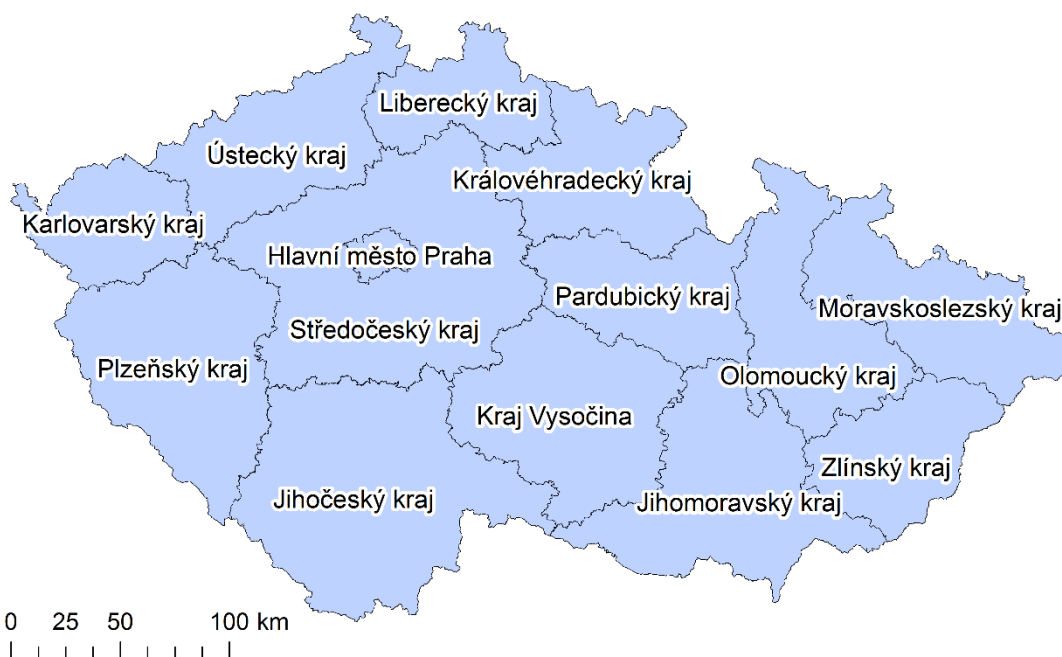 Liberecký kraj
Ústecký kraj
Královéhradecký kraj
Karlovarský kraj
Hlavní město Praha
Pardubický kraj
Moravskoslezský kraj
Středočeský kraj
Plzeňský kraj
Olomoucký kraj
Kraj Vysočina
Zlínský kraj
Jihočeský kraj
Jihomoravský kraj
0 25 50 100 km